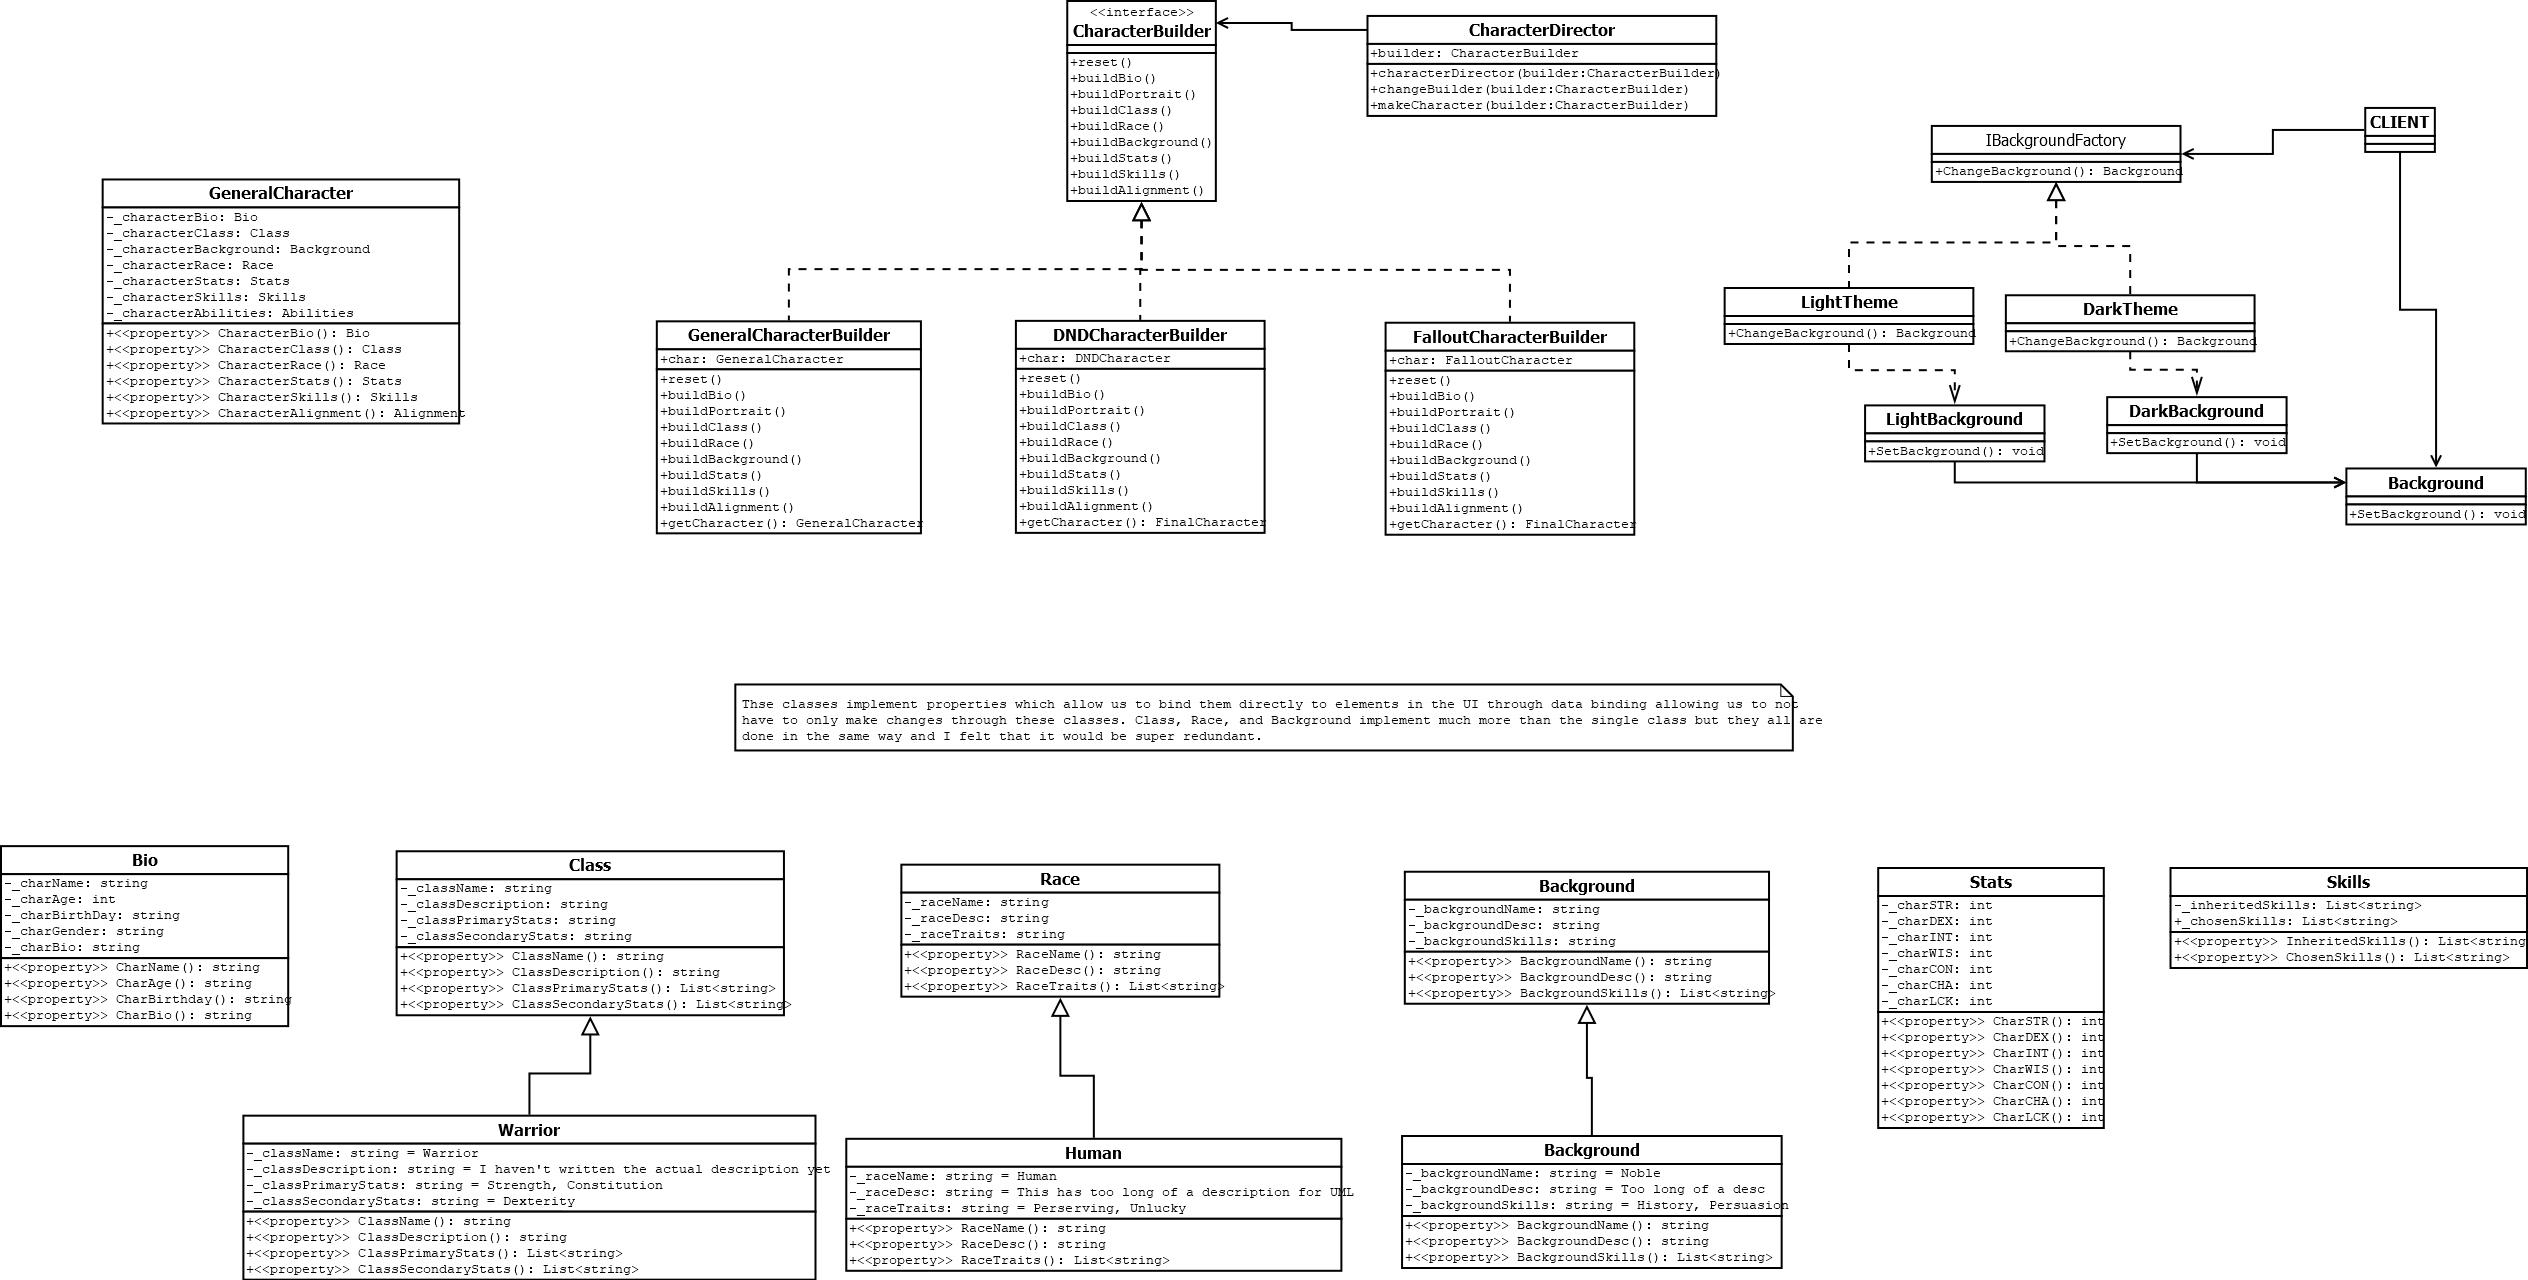 <<interface>>
CharacterBuilder
+reset()
+buildBio()
+buildPortrait()
+buildClass()
+buildRace()
+buildBackground()
+buildStats()
+buildSkills()
+buildAlignment()
CharacterDirector
+builder: CharacterBuilder
+characterDirector(builder:CharacterBuilder)
+changeBuilder(builder:CharacterBuilder)
+makeCharacter(builder:CharacterBuilder)
CLIENT
IBackgroundFactory
+ChangeBackground(): Background
GeneralCharacter
-_characterBio: Bio
-_characterClass: Class
-_characterBackground: Background
-_characterRace: Race
-_characterStats: Stats
-_characterSkills: Skills
-_characterAbilities: Abilities
+<<property>> CharacterBio(): Bio
+<<property>> CharacterClass(): Class
+<<property>> CharacterRace(): Race
+<<property>> CharacterStats(): Stats
+<<property>> CharacterSkills(): Skills
+<<property>> CharacterAlignment(): Alignment
GeneralCharacterBuilder
+char: GeneralCharacter
+reset()
+buildBio()
+buildPortrait()
+buildClass()
+buildRace()
+buildBackground()
+buildStats()
+buildSkills()
+buildAlignment()
+getCharacter(): GeneralCharacter
DNDCharacterBuilder
+char: DNDCharacter
+reset()
+buildBio()
+buildPortrait()
+buildClass()
+buildRace()
+buildBackground()
+buildStats()
+buildSkills()
+buildAlignment()
+getCharacter(): FinalCharacter
FalloutCharacterBuilder
+char: FalloutCharacter
+reset()
+buildBio()
+buildPortrait()
+buildClass()
+buildRace()
+buildBackground()
+buildStats()
+buildSkills()
+buildAlignment()
+getCharacter(): FinalCharacter
LightTheme
+ChangeBackground(): Background
DarkTheme
+ChangeBackground(): Background
LightBackground
+SetBackground(): void
DarkBackground
+SetBackground(): void
Background
+SetBackground(): void
Thse classes implement properties which allow us to bind them directly to elements in the UI through data binding allowing us to not
have to only make changes through these classes. Class, Race, and Background implement much more than the single class but they all are
done in the same way and I felt that it would be super redundant.
Bio
-_charName: string
-_charAge: int
-_charBirthDay: string
-_charGender: string
-_charBio: string
+<<property>> CharName(): string
+<<property>> CharAge(): string
+<<property>> CharBirthday(): string
+<<property>> CharBio(): string
Class
-_className: string
-_classDescription: string
-_classPrimaryStats: string
-_classSecondaryStats: string
+<<property>> ClassName(): string
+<<property>> ClassDescription(): string
+<<property>> ClassPrimaryStats(): List<string>
+<<property>> ClassSecondaryStats(): List<string>
Race
-_raceName: string
-_raceDesc: string
-_raceTraits: string
+<<property>> RaceName(): string
+<<property>> RaceDesc(): string
+<<property>> RaceTraits(): List<string>
Background
-_backgroundName: string
-_backgroundDesc: string
-_backgroundSkills: string
+<<property>> BackgroundName(): string
+<<property>> BackgroundDesc(): string
+<<property>> BackgroundSkills(): List<string>
Stats
-_charSTR: int
-_charDEX: int
-_charINT: int
-_charWIS: int
-_charCON: int
-_charCHA: int
-_charLCK: int
+<<property>> CharSTR(): int
+<<property>> CharDEX(): int
+<<property>> CharINT(): int
+<<property>> CharWIS(): int
+<<property>> CharCON(): int
+<<property>> CharCHA(): int
+<<property>> CharLCK(): int
Skills
-_inheritedSkills: List<string>
+_chosenSkills: List<string>
+<<property>> InheritedSkills(): List<string
+<<property>> ChosenSkills(): List<string>
Warrior
-_className: string = Warrior
-_classDescription: string = I haven't written the actual description yet
-_classPrimaryStats: string = Strength, Constitution
-_classSecondaryStats: string = Dexterity
+<<property>> ClassName(): string
+<<property>> ClassDescription(): string
+<<property>> ClassPrimaryStats(): List<string>
+<<property>> ClassSecondaryStats(): List<string>
Human
-_raceName: string = Human
-_raceDesc: string = This has too long of a description for UML
-_raceTraits: string = Perserving, Unlucky
+<<property>> RaceName(): string
+<<property>> RaceDesc(): string
+<<property>> RaceTraits(): List<string>
Background
-_backgroundName: string = Noble
-_backgroundDesc: string = Too long of a desc
-_backgroundSkills: string = History, Persuasion
+<<property>> BackgroundName(): string
+<<property>> BackgroundDesc(): string
+<<property>> BackgroundSkills(): List<string>